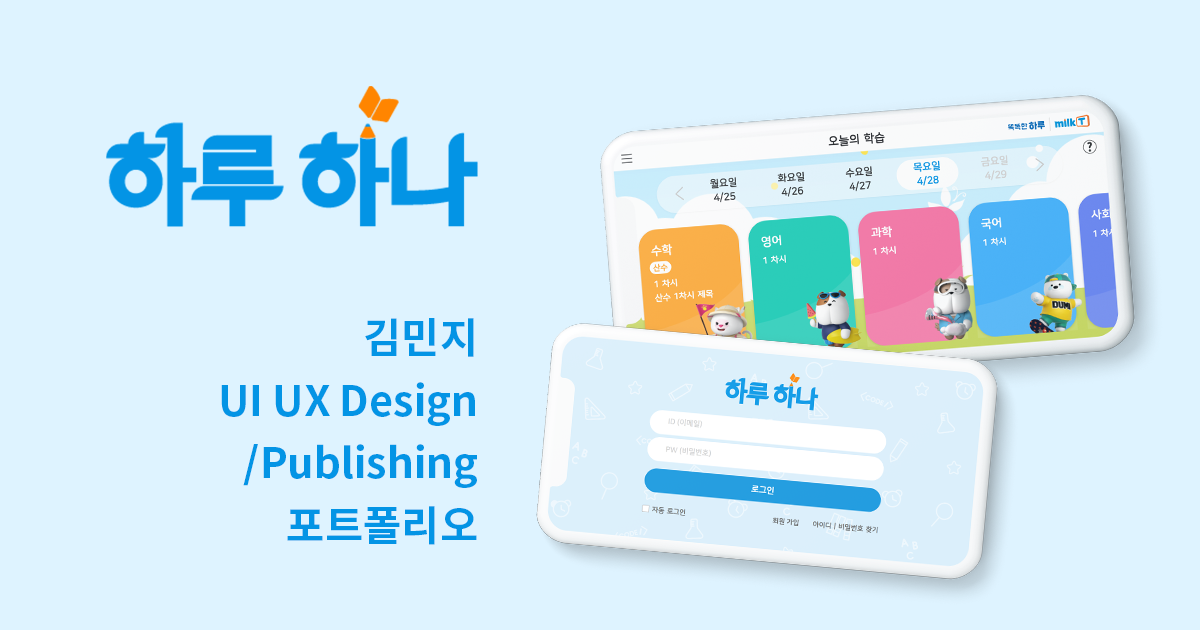 하루 하나
김민지
UI UX Design
/Publishing
포트폴리오
오늘의 학습
똑똑한 하루 milk T
?
월요일 4/25
화요일 4/26
수요일 4/27
목요일 4/28
금요일 4/29
수학
산수
1 차시
산수 1차시 제목
영어
1 차시
과학
1 차시
국어
1 차시
사회
1 차시
DUMI
하루 하나
ID (이메일)
PW (비밀번호)
로그인
자동 로그인
회원 가입
아이디 | 비밀번호 찾기